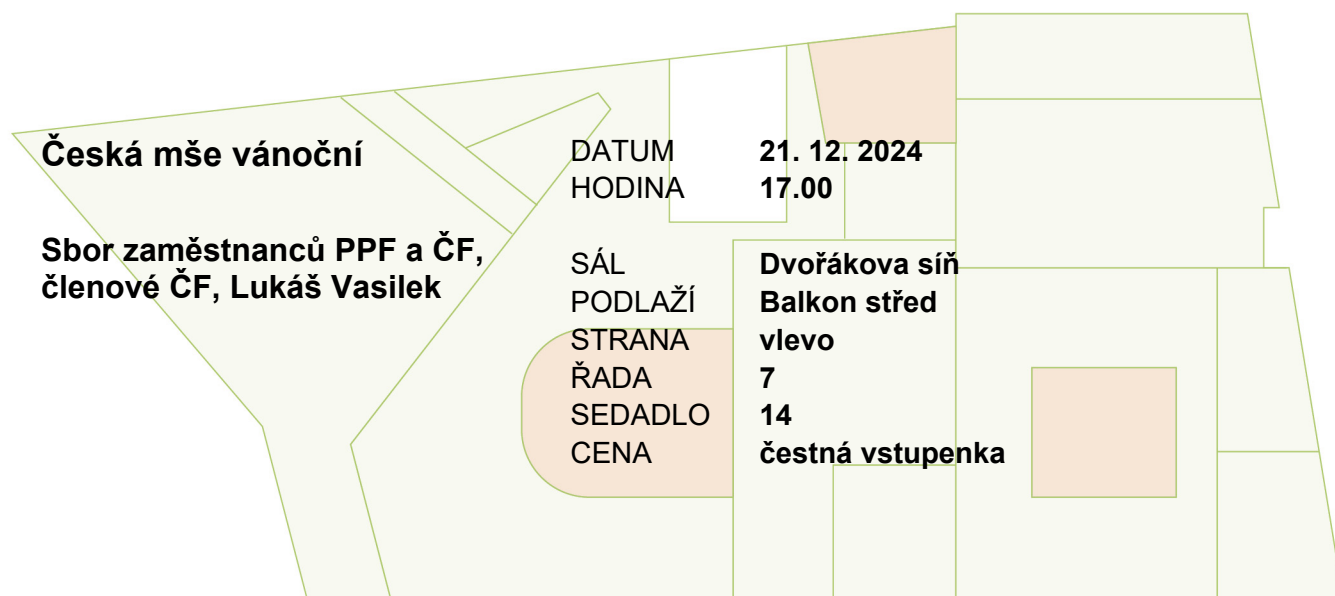 Česká mše vánoční
Sbor zaměstnanců PPF a ČF,
členové ČF, Lukáš Vasilek
DATUM 21. 12. 2024
HODINA 17.00
SÁL Dvořákova síň
PODLAŽÍ Balkon střed
STRANA vlevo
ŘADA 7
SEDADLO 14
CENA čestná vstupenka